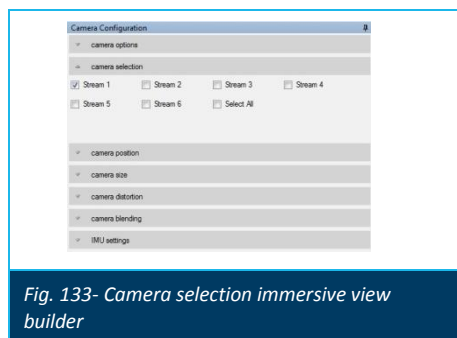 Camera Configuration
camera options
camera selection
Stream 1 Stream 2 Stream 3 Stream 4
Stream 5 Stream 6 Select All
camera position
camera size
camera distortion
camera blending
IMU settings
Fig. 133- Camera selection immersive view
builder